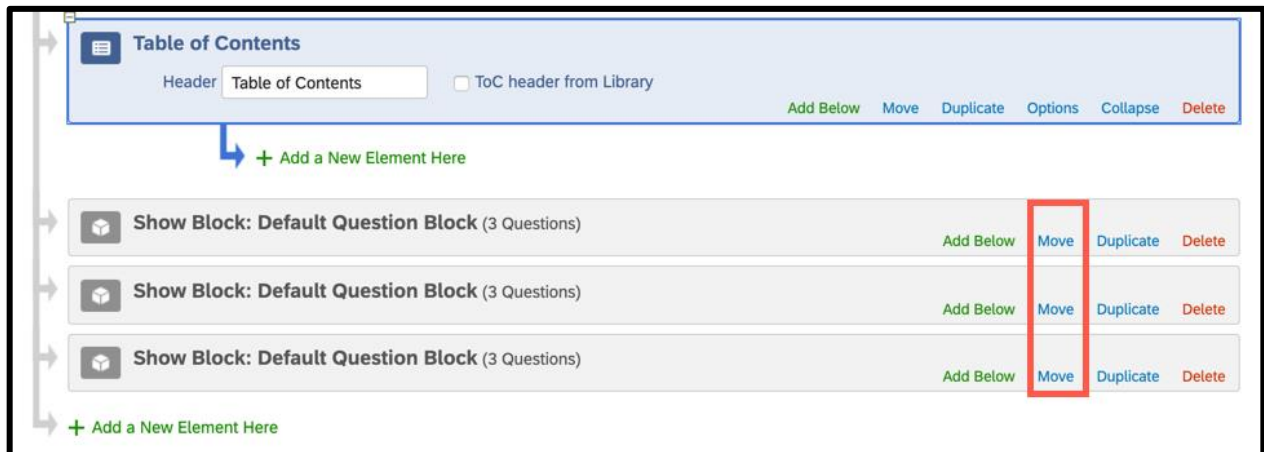 Table of Contents
Header Table of Contents ToC header from Library
Add Below Move Duplicate Options Collapse Delete
+ Add a New Element Here
Show Block: Default Question Block (3 Questions)
Add Below Move Duplicate Delete
Show Block: Default Question Block (3 Questions)
Add Below Move Duplicate Delete
Show Block: Default Question Block (3 Questions)
Add Below Move Duplicate Delete
+ Add a New Element Here